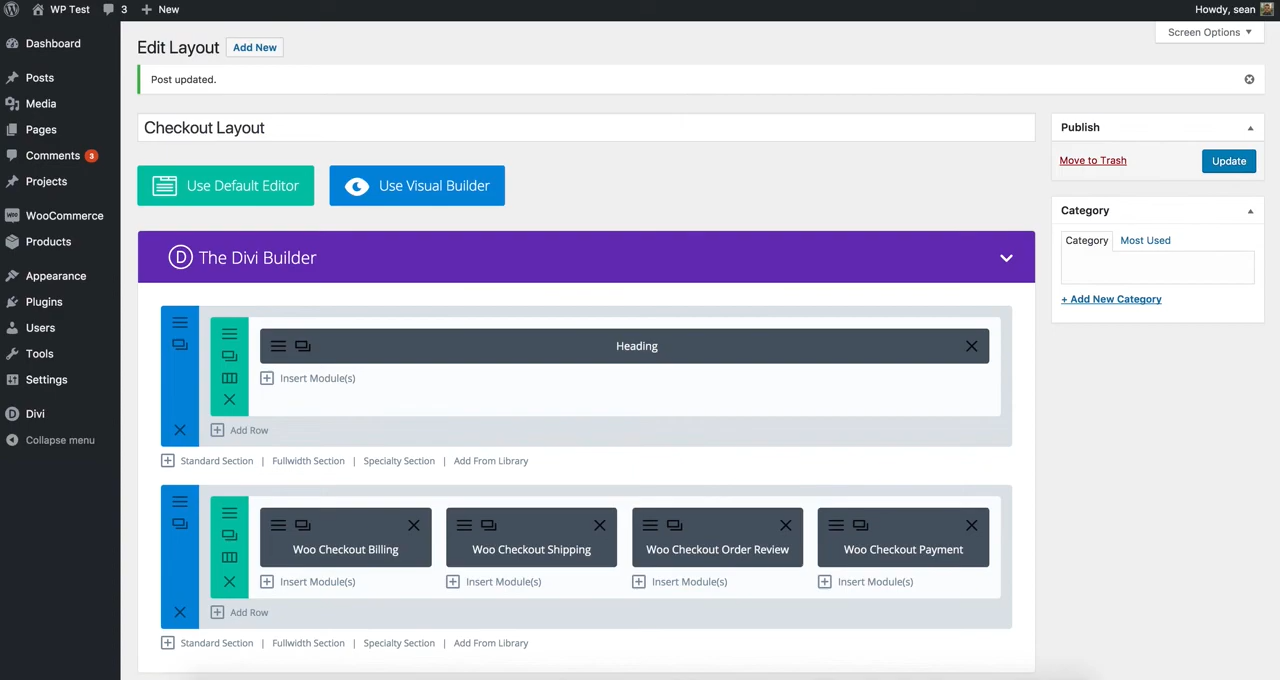 WP Test 3 New Howdy, sean
Dashboard
Posts
Media
Pages
Comments 3
Projects
WOO WooCommerce
Products
Appearance
Plugins
Users
Tools
Settings
D Divi
Collapse menu
Screen Options
Edit Layout Add New
Post updated.
Checkout Layout
Use Default Editor Use Visual Builder
D The Divi Builder
Heading
Insert Module(s)
Add Row
Standard Section | Fullwidth Section | Specialty Section | Add From Library
Woo Checkout Billing Woo Checkout Shipping Woo Checkout Order Review Woo Checkout Payment
Insert Module(s) Insert Module(s) Insert Module(s) Insert Module(s)
Add Row
Standard Section | Fullwidth Section | Specialty Section | Add From Library
Publish
Move to Trash Update
Category
Category Most Used
+ Add New Category